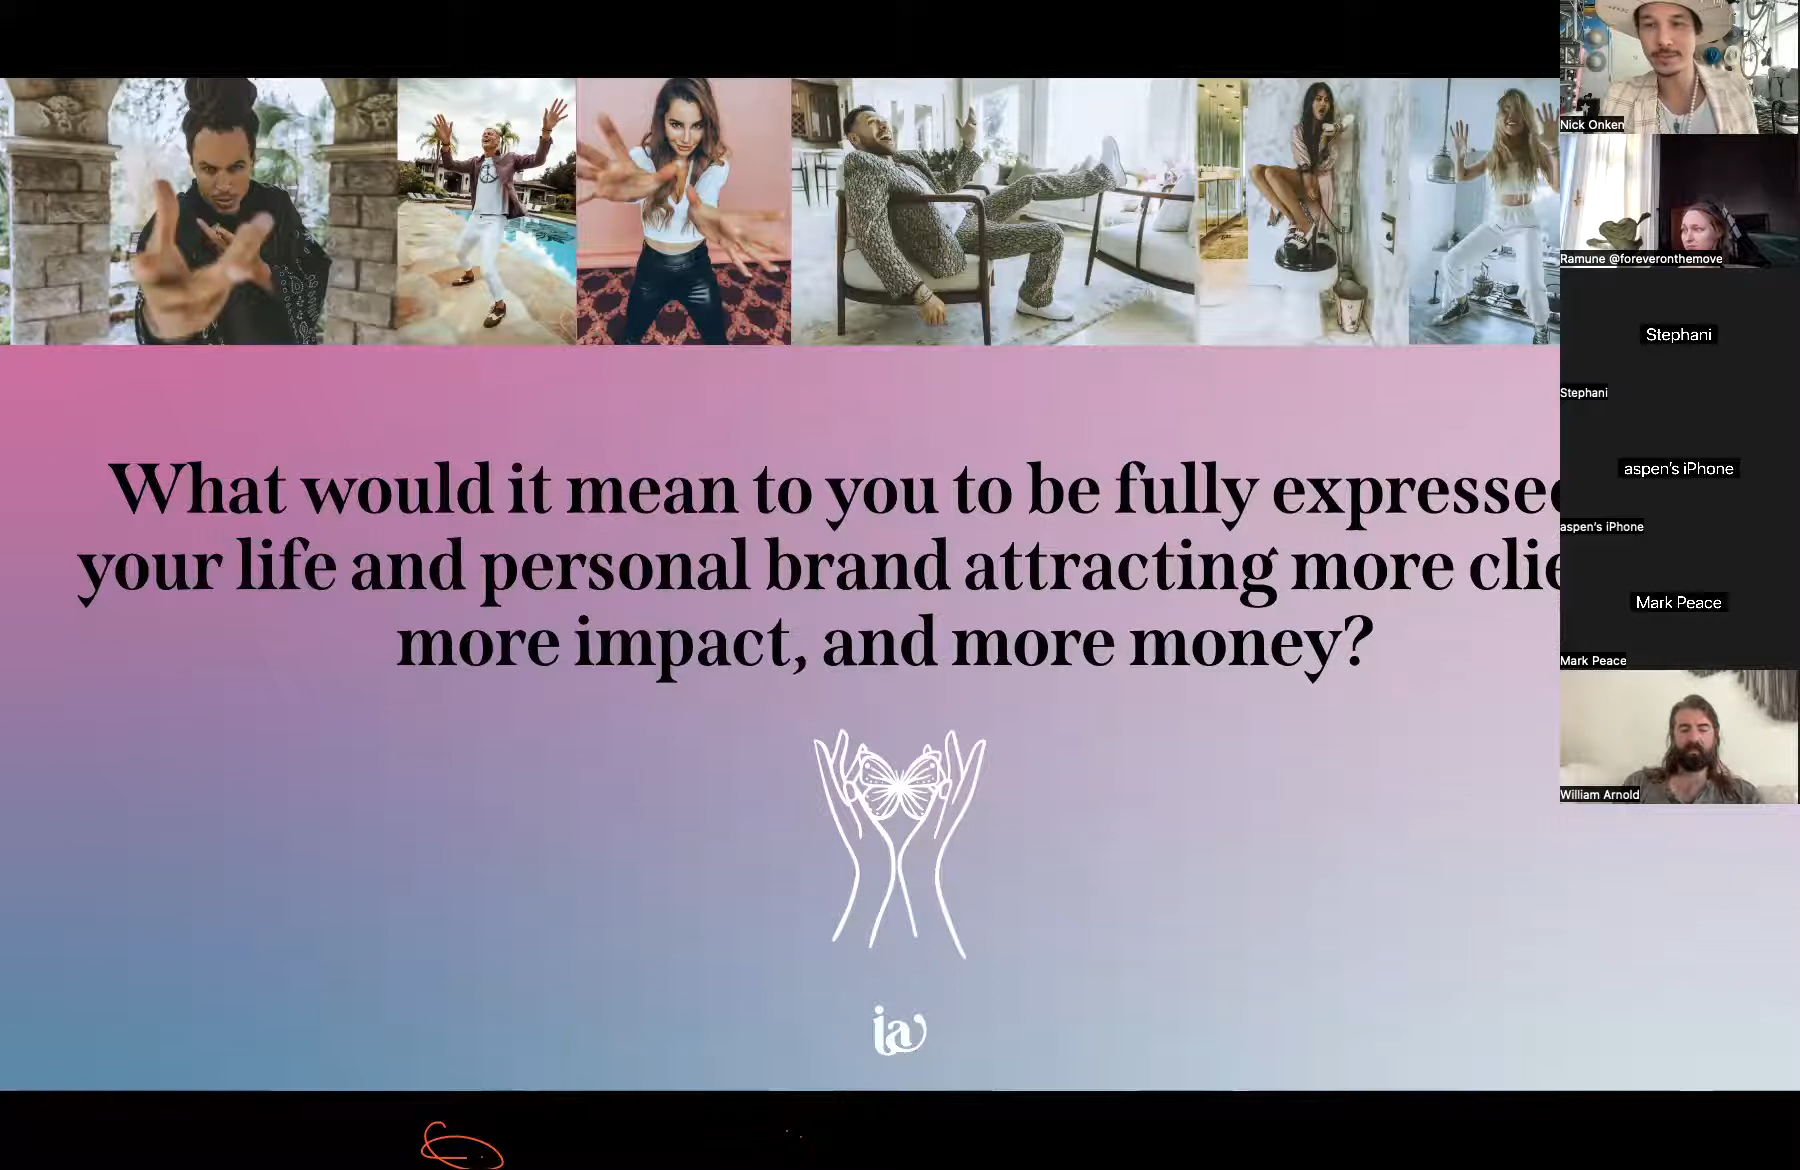 What would it mean to you to be fully expressed
your life and personal brand attracting more clie
more impact, and more money?
ia
Nick Onken
Ramune @foreveronthemove
Stephani
Stephani
aspen's iPhone
aspen's iPhone
Mark Peace
Mark Peace
William Arnold